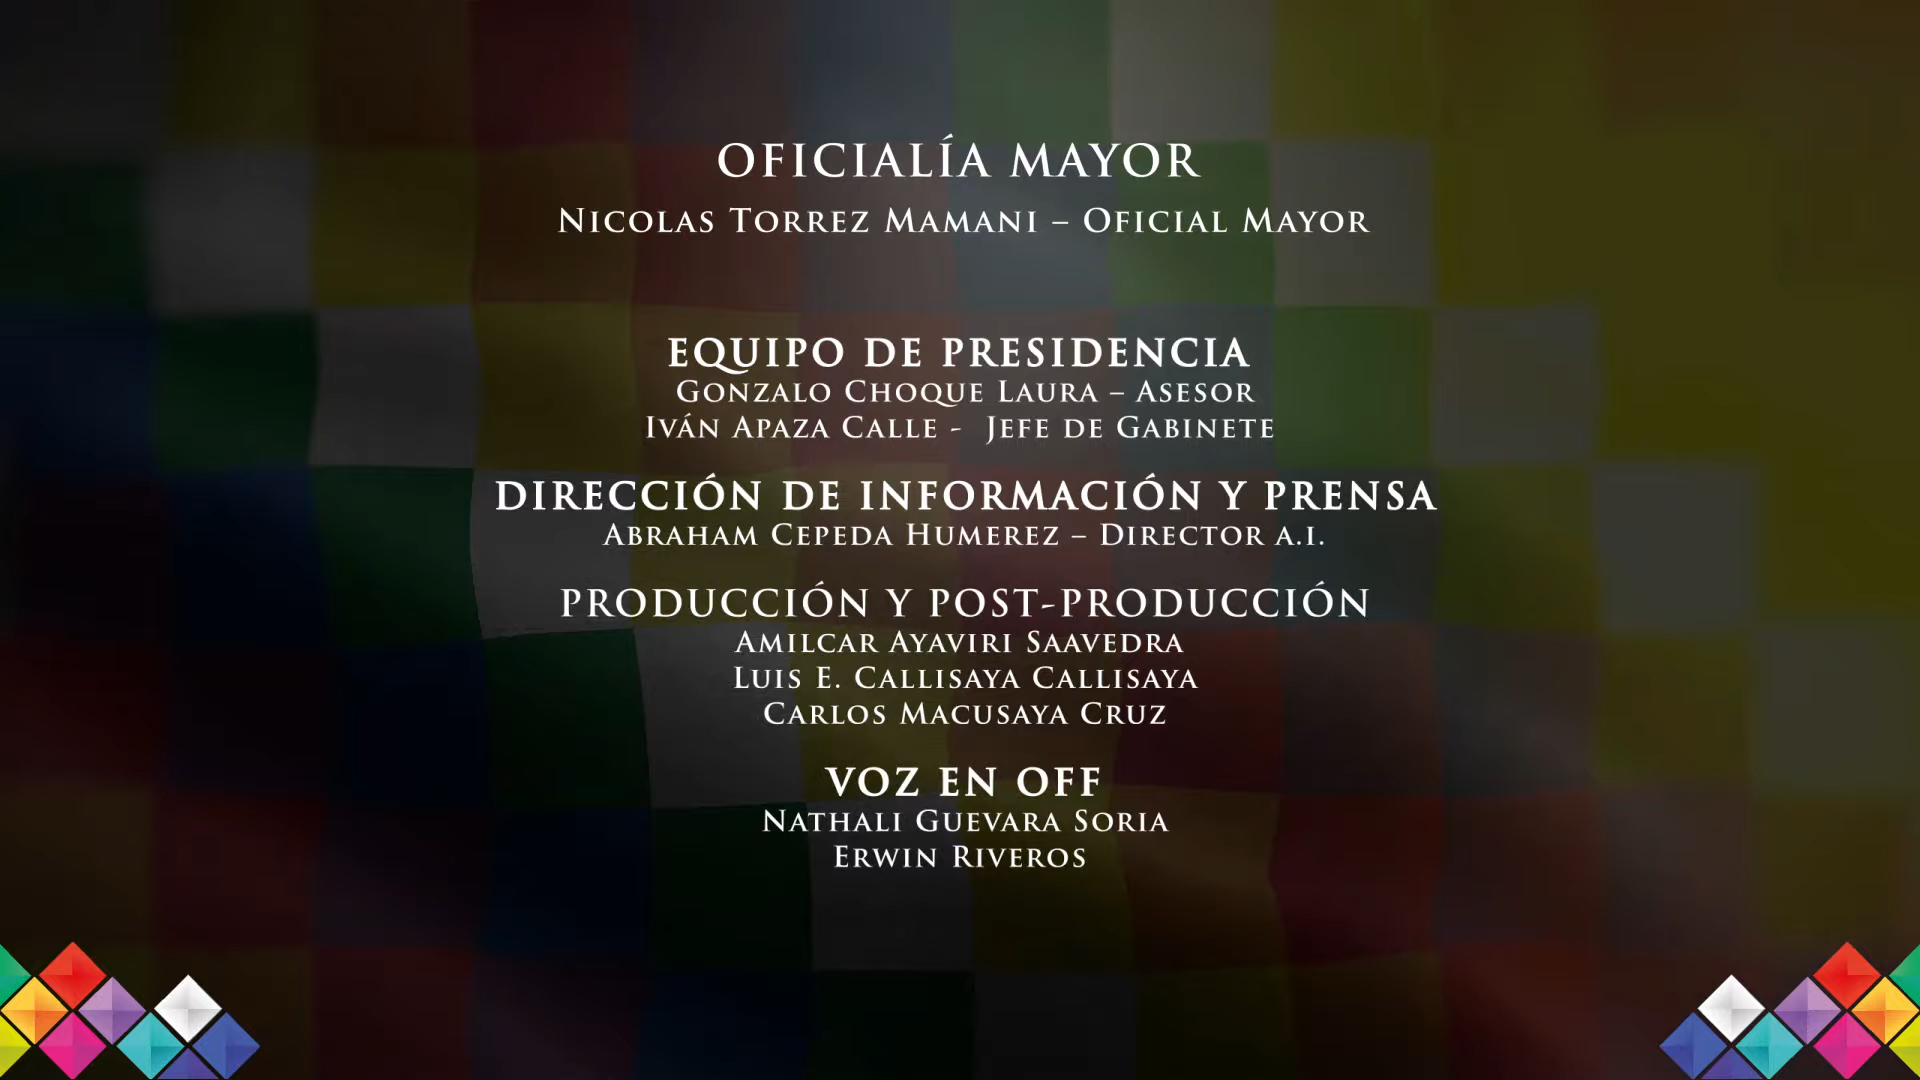 OFICIALÍA MAYOR
Nicolas Torrez Mamani – Oficial Mayor
EQUIPO DE PRESIDENCIA
Gonzalo Choque Laura – Asesor
Iván Apaza Calle - Jefe de Gabinete
DIRECCIÓN DE INFORMACIÓN Y PRENSA
Abraham Cepeda Humerez – Director a.i.
PRODUCCIÓN Y POST-PRODUCCIÓN
Amilcar Ayaviri Saavedra
Luis E. Callisaya Callisaya
Carlos Macusaya Cruz
VOZ EN OFF
Nathali Guevara Soria
Erwin Riveros